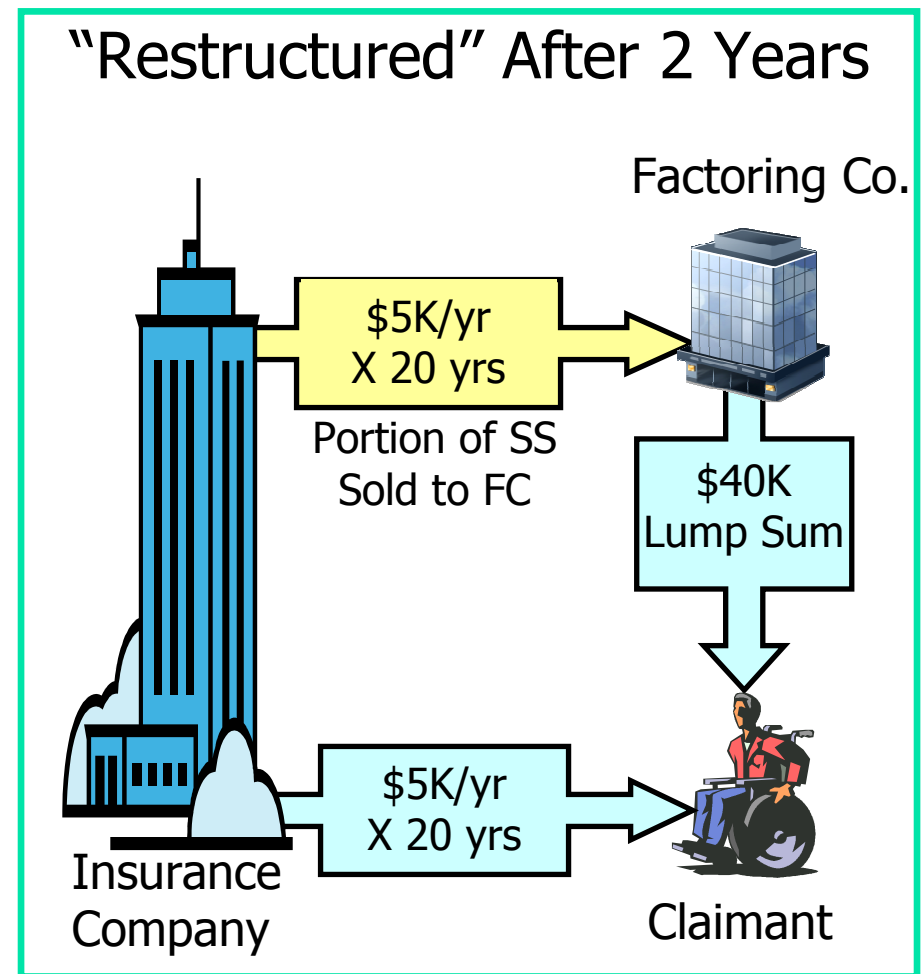 “Restructured” After 2 Years
Factoring Co.
$5K/yr
X 20 yrs
Portion of SS
Sold to FC
$40K
Lump Sum
$5K/yr
X 20 yrs
Insurance
Company
Claimant